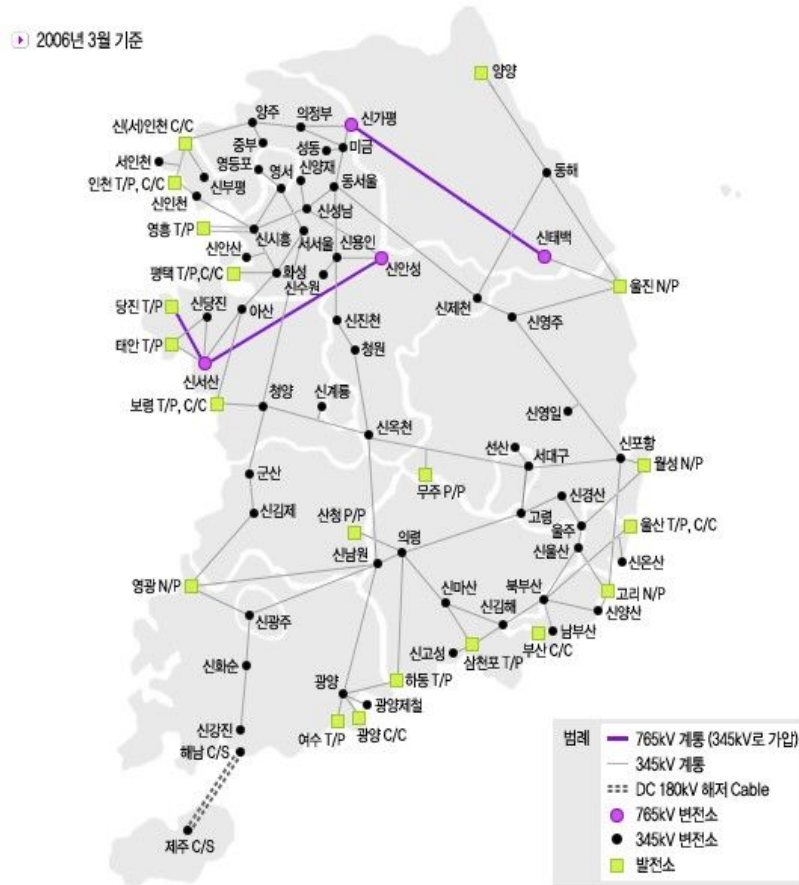 2006년 3월 기준
양양
양주
의정부
신가평
신(서)인천 C/C
중부
성동
미금
서인천
영등포
영서
신양재
동서울
동해
인천 T/P, C/C
신부평
신인천
신성남
영흥 T/P
신시흥
서서울
신용인
신태백
신안산
신안성
평택 T/P,C/C
화성
신수원
울진 N/P
당진 T/P
신당진
아산
신제천
신영주
신진천
태안 T/P
청원
신서산
보령 T/P, C/C
청양
신계룡
신영일
신옥천
선산
서대구
신포항
월성 N/P
무주 P/P
군산
신경산
신김제
산청 P/P
의령
고령
울주
울산 T/P, C/C
신남원
신울산
신온산
영광 N/P
신마산
북부산
고리 N/P
신광주
신김해
신양산
남부산
부산 C/C
신고성
삼천포 T/P
신화순
광양
하동 T/P
광양제철
신강진
여수 T/P
광양 C/C
해남 C/S
제주 C/S
범례
765kV 계통 (345kV로 가압)
345kV 계통
DC 180kV 해저 Cable
765kV 변전소
345kV 변전소
발전소